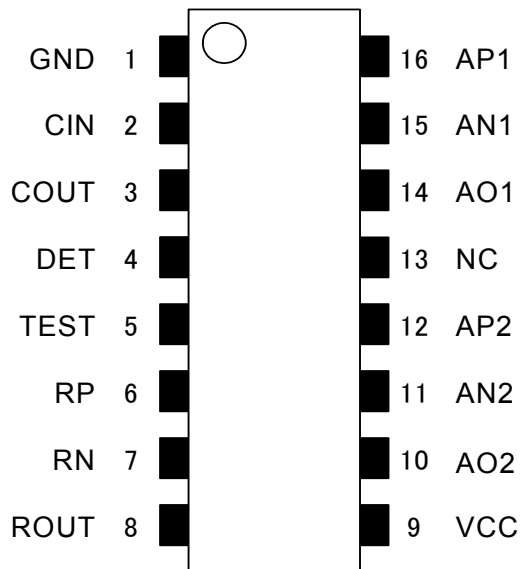 GND 1 16 AP1
CIN 2 15 AN1
COUT 3 14 AO1
DET 4 13 NC
TEST 5 12 AP2
RP 6 11 AN2
RN 7 10 AO2
ROUT 8 9 VCC